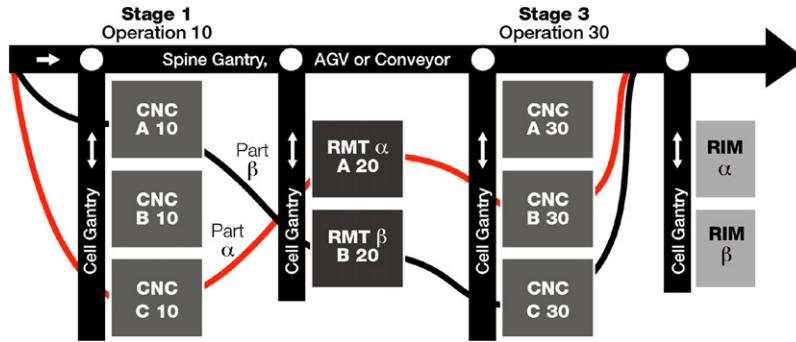 Stage 1
Operation 10
Stage 3
Operation 30
Spine Gantry, AGV or Conveyor
Cell Gantry
CNC
A 10
CNC
B 10
CNC
C 10
Part
β
Part
α
Cell Gantry
RMT α
A 20
RMT β
B 20
Cell Gantry
CNC
A 30
CNC
B 30
CNC
C 30
Cell Gantry
RIM
α
RIM
β